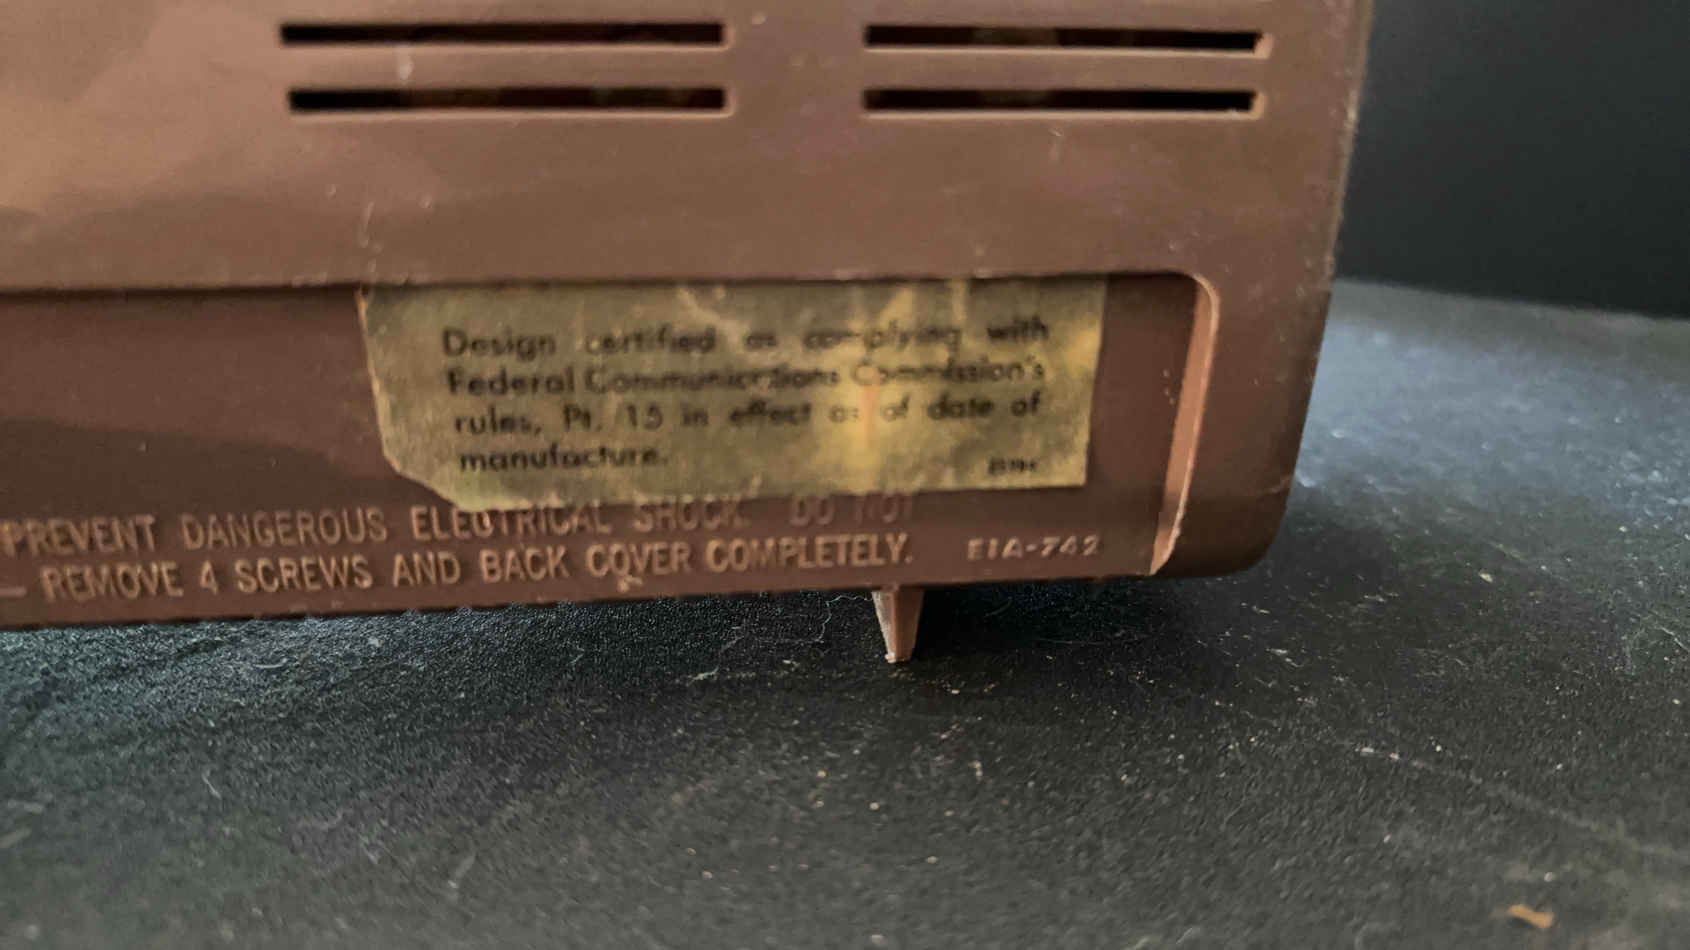 Design certified as complying with
Federal Communications Commission's
rules, Pt. 15 in effect as of date of
manufacture.
PREVENT DANGEROUS ELECTRICAL SHOCK. DO NOT
— REMOVE 4 SCREWS AND BACK COVER COMPLETELY.
EIA-742